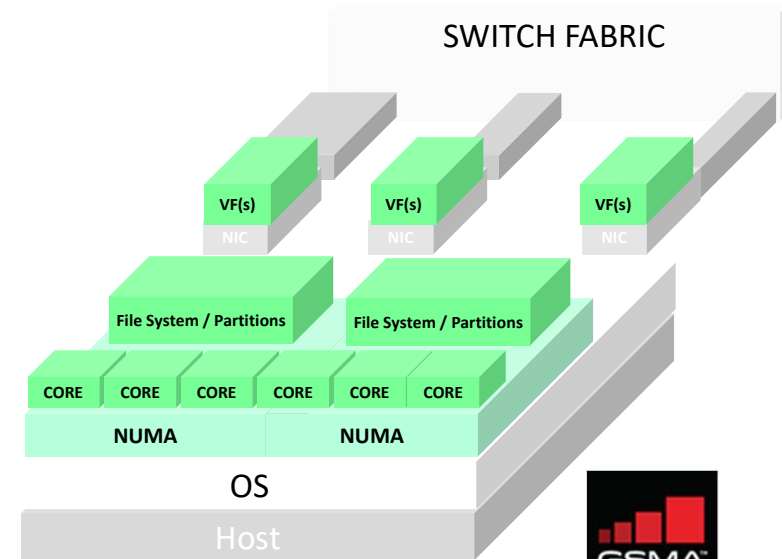 SWITCH FABRIC
VF(s) VF(s) VF(s)
NIC NIC NIC
File System / Partitions File System / Partitions
CORE CORE CORE CORE CORE CORE
NUMA NUMA
OS
Host
GSMA™